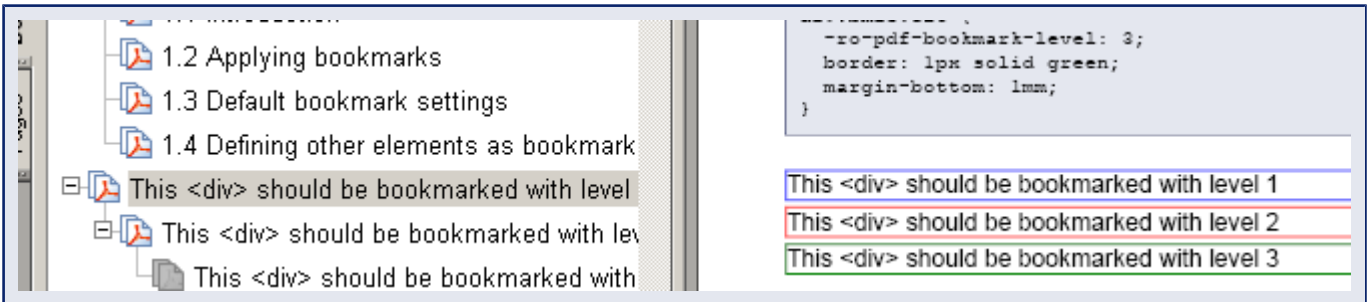 1.2 Applying bookmarks
1.3 Default bookmark settings
1.4 Defining other elements as bookmark
This <div> should be bookmarked with level
This <div> should be bookmarked with lev
This <div> should be bookmarked with
-ro-pdf-bookmark-level: 3;
border: 1px solid green;
margin-bottom: 1mm;
}
This <div> should be bookmarked with level 1
This <div> should be bookmarked with level 2
This <div> should be bookmarked with level 3